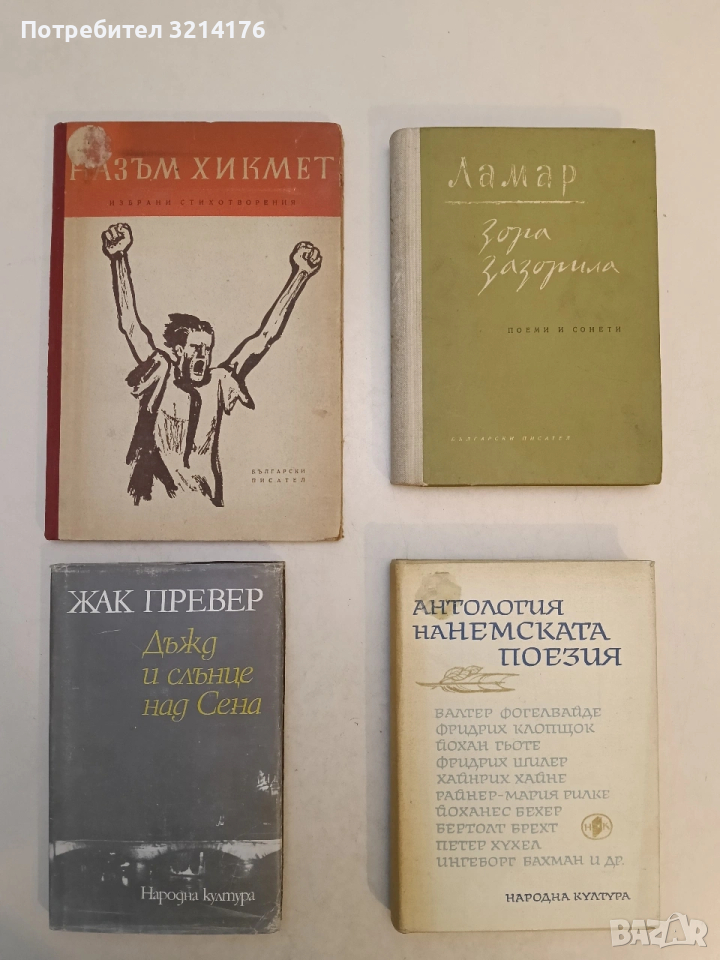 Потребител 3214176
НАЗЪМ ХИКМЕТ
ИЗБРАНИ СТИХОТВОРЕНИЯ
БЪЛГАРСКИ
ПИСАТЕЛ
Ламар
Зора
зазорила
ПОЕМИ И СОНЕТИ
БЪЛГАРСКИ ПИСАТЕЛ
ЖАК ПРЕВЕР
Дъжд
и слънце
над Сена
Народна култура
АНТОЛОГИЯ
НА НЕМСКАТА
ПОЕЗИЯ
ВАЛТЕР ФОГЕЛВАЙДЕ
ФРИДРИХ КЛОПЩОК
ЙОХАН ГЬОТЕ
ФРИДРИХ ШИЛЕР
ХАЙНРИХ ХАЙНЕ
РАЙНЕР-МАРИЯ РИЛКЕ
ЙОХАНЕС БЕХЕР
БЕРТОЛТ БРЕХТ
НК
ПЕТЕР ХУХЕЛ
ИНГЕБОРГ БАХМАН И ДР.
НАРОДНА КУЛТУРА
BAZAR